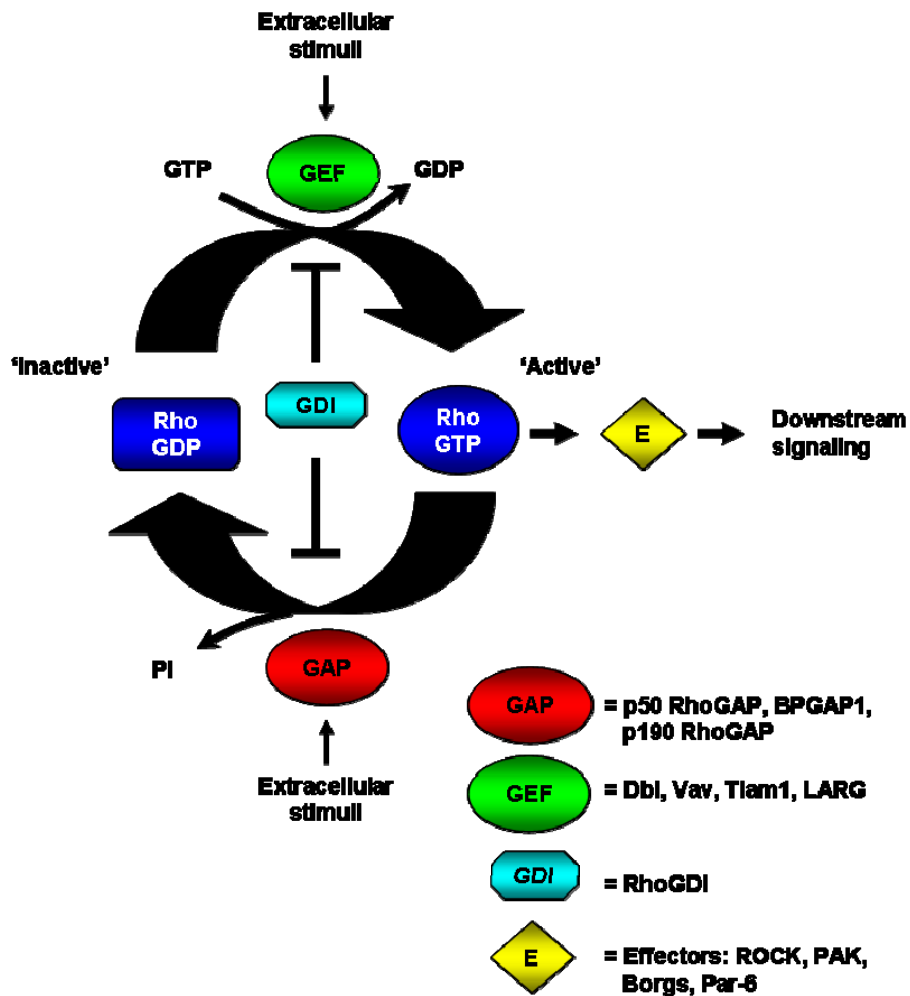 Extracellular
stimuli
GTP
GEF
GDP
'Inactive'
'Active'
Rho
GDP
GDI
Rho
GTP
E
Downstream
signaling
Pi
GAP
Extracellular
stimuli
GAP
= p50 RhoGAP, BPGAP1,
p190 RhoGAP
GEF
= Dbl, Vav, Tiam1, LARG
GDI
= RhoGDI
E
= Effectors: ROCK, PAK,
Borgs, Par-6